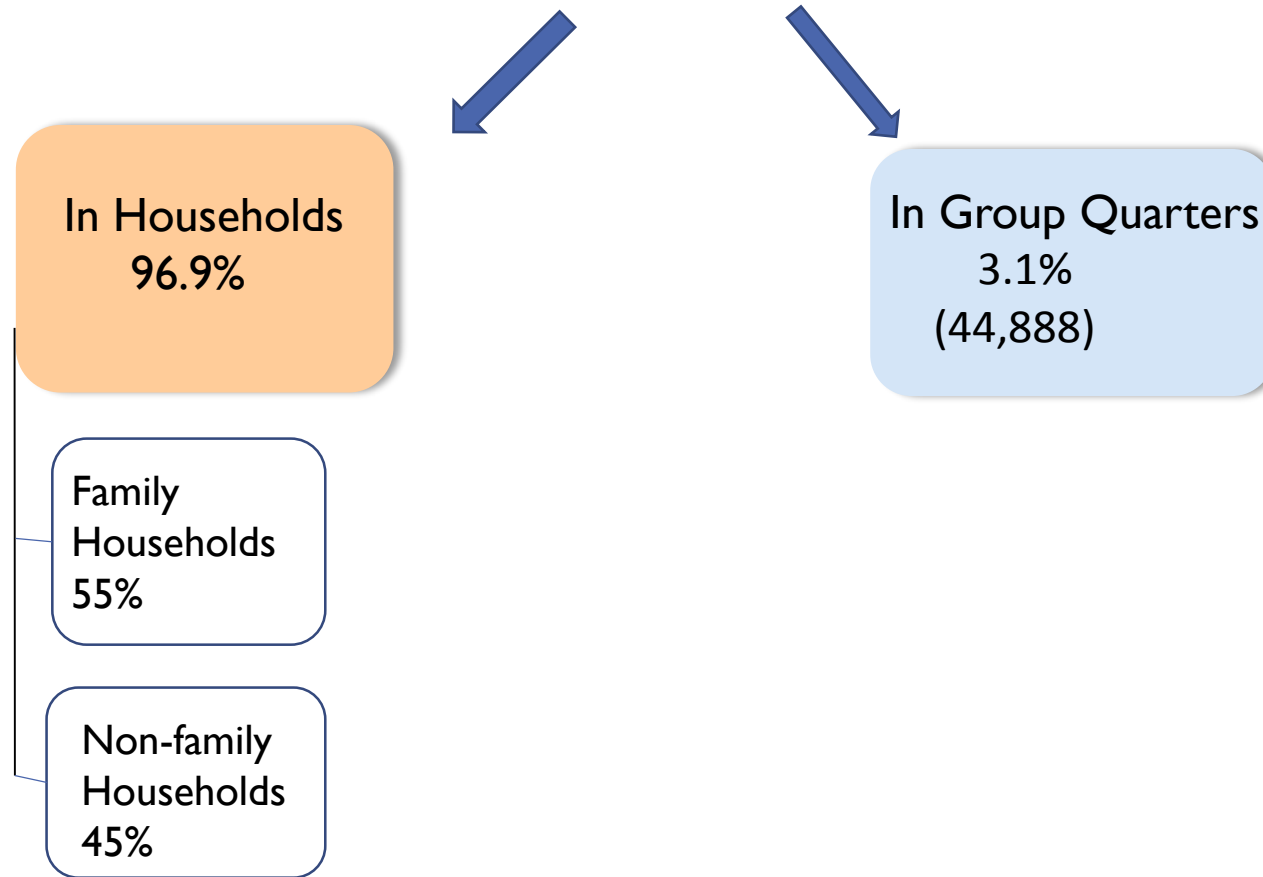 In Households
96.9%
In Group Quarters
3.1%
(44,888)
Family
Households
55%
Non-family
Households
45%